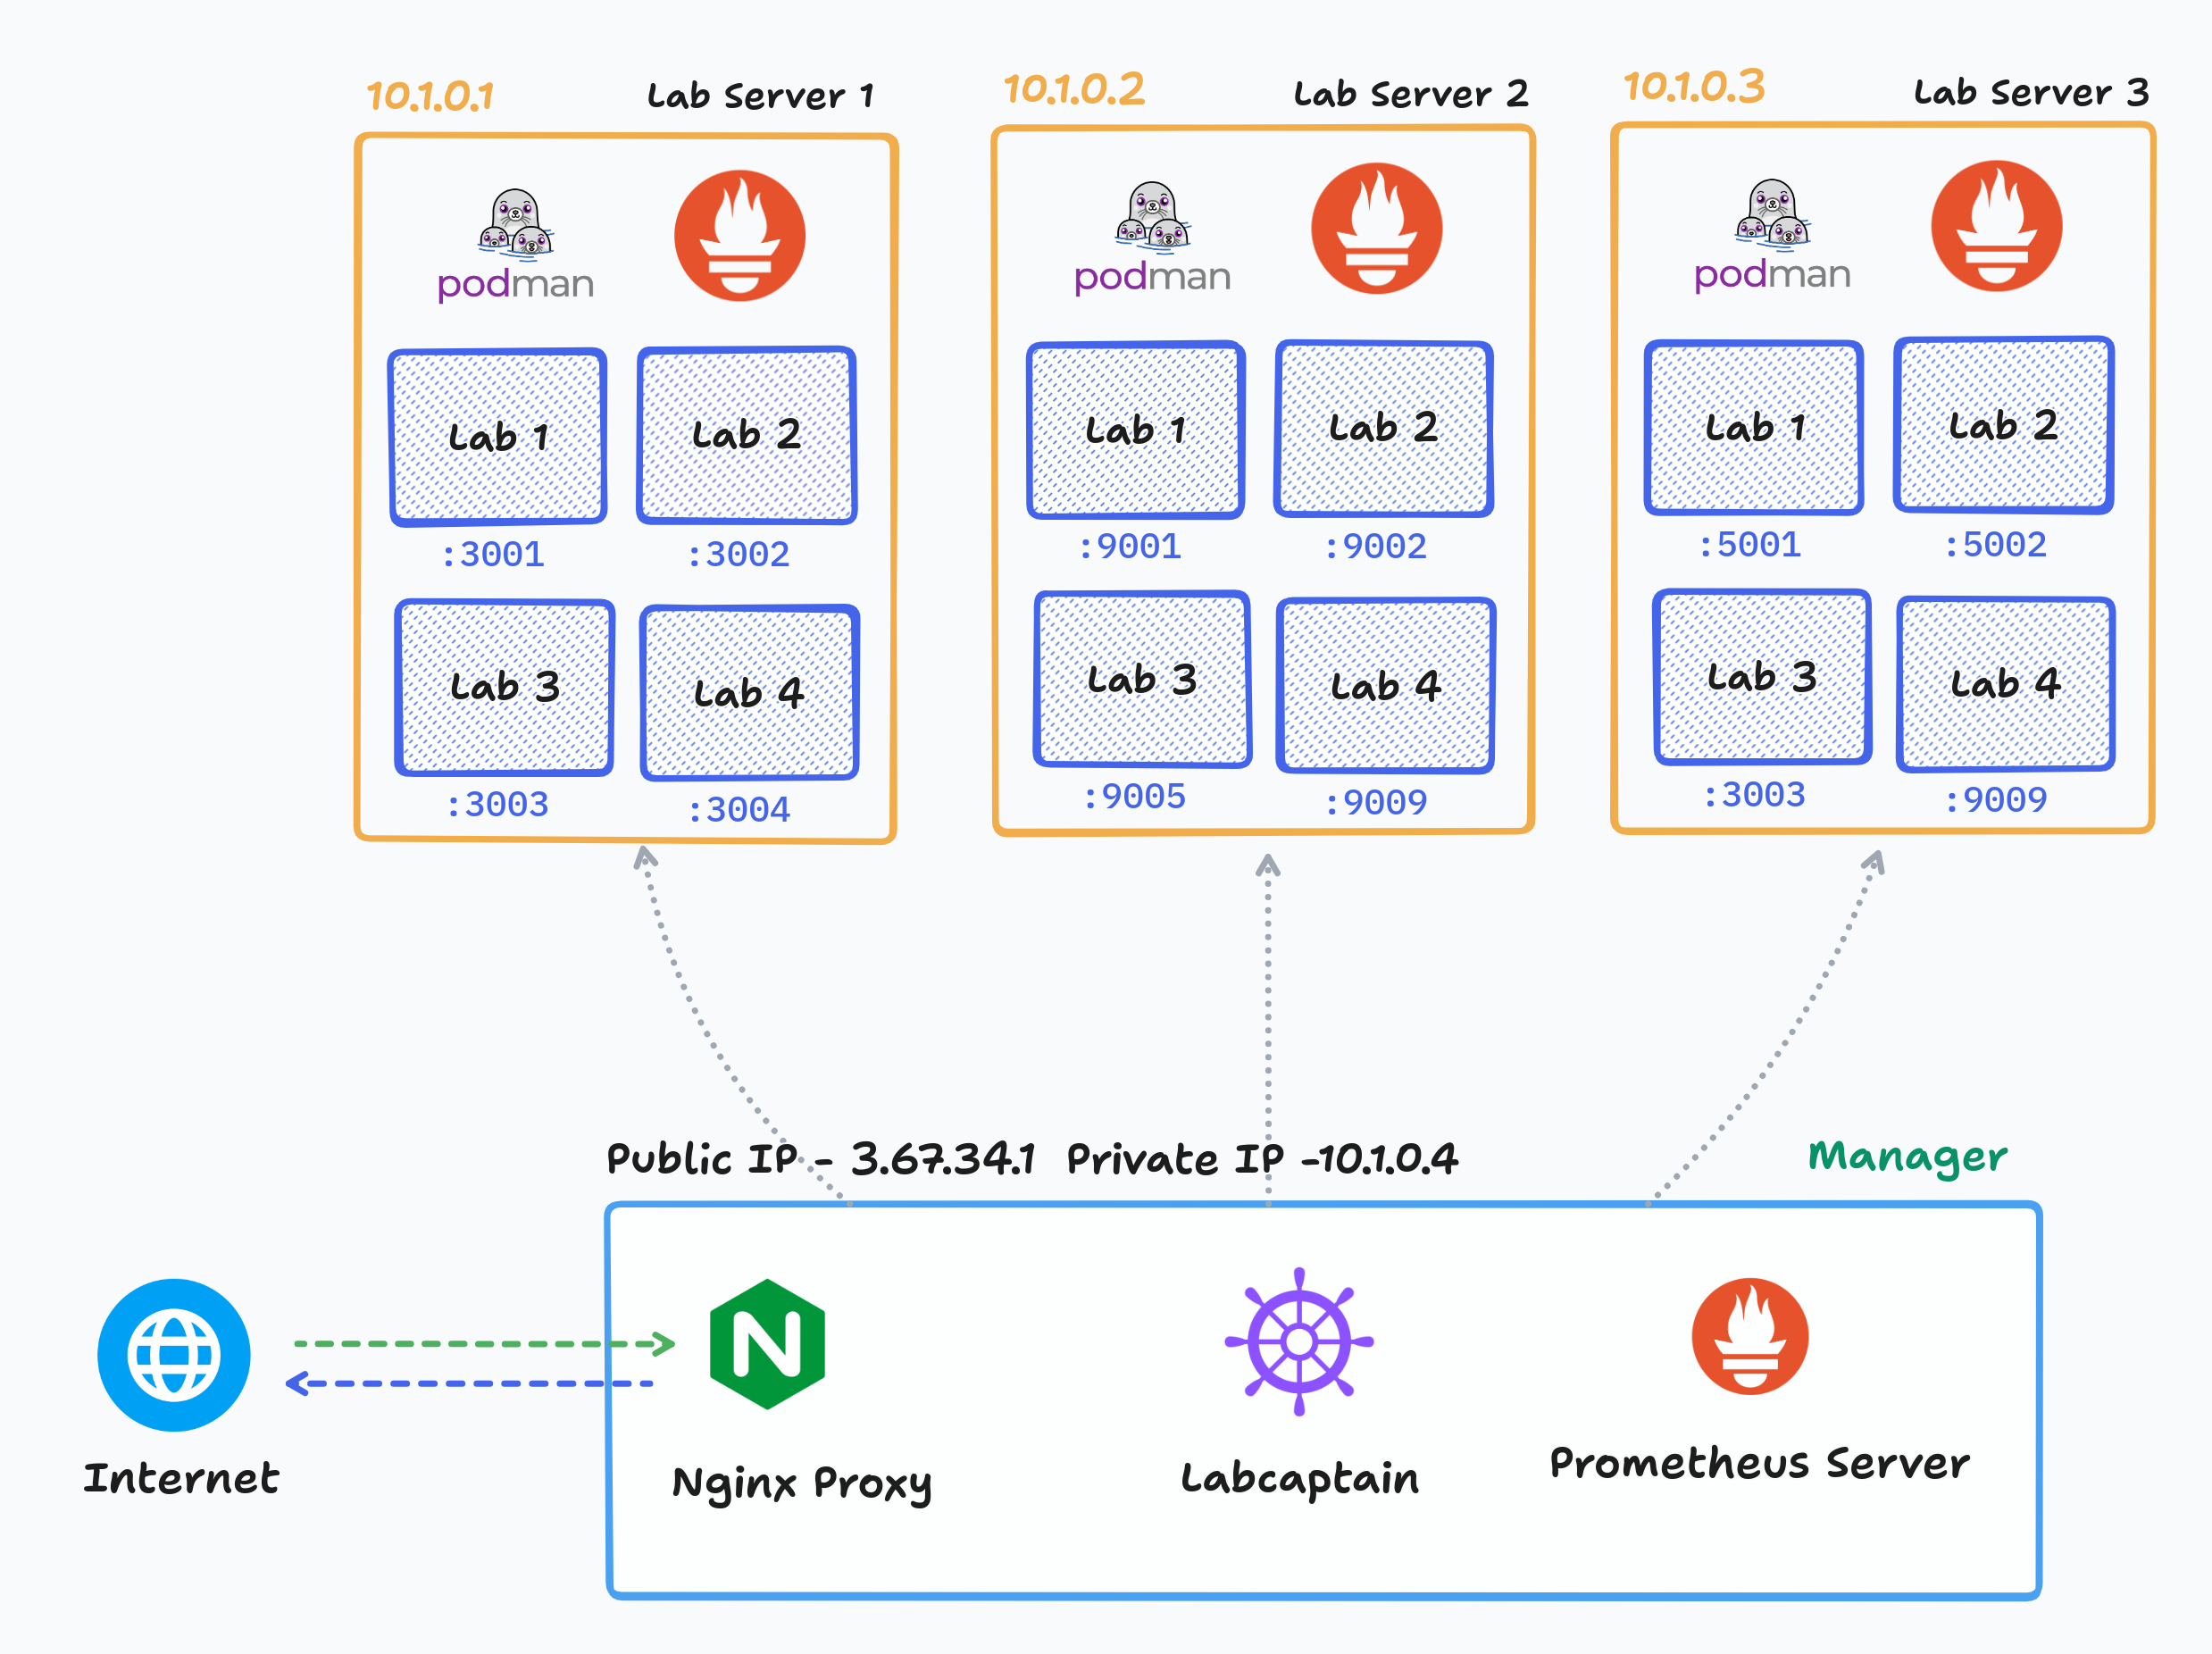 10.1.0.1
Lab Server 1
podman
Lab 1
Lab 2
:3001
:3002
Lab 3
Lab 4
:3003
:3004
10.1.0.2
Lab Server 2
podman
Lab 1
Lab 2
:9001
:9002
Lab 3
Lab 4
:9005
:9009
10.1.0.3
Lab Server 3
podman
Lab 1
Lab 2
:5001
:5002
Lab 3
Lab 4
:3003
:9009
Public IP - 3.67.34.1
Private IP -10.1.0.4
Manager
Internet
N
Nginx Proxy
Labcaptain
Prometheus Server